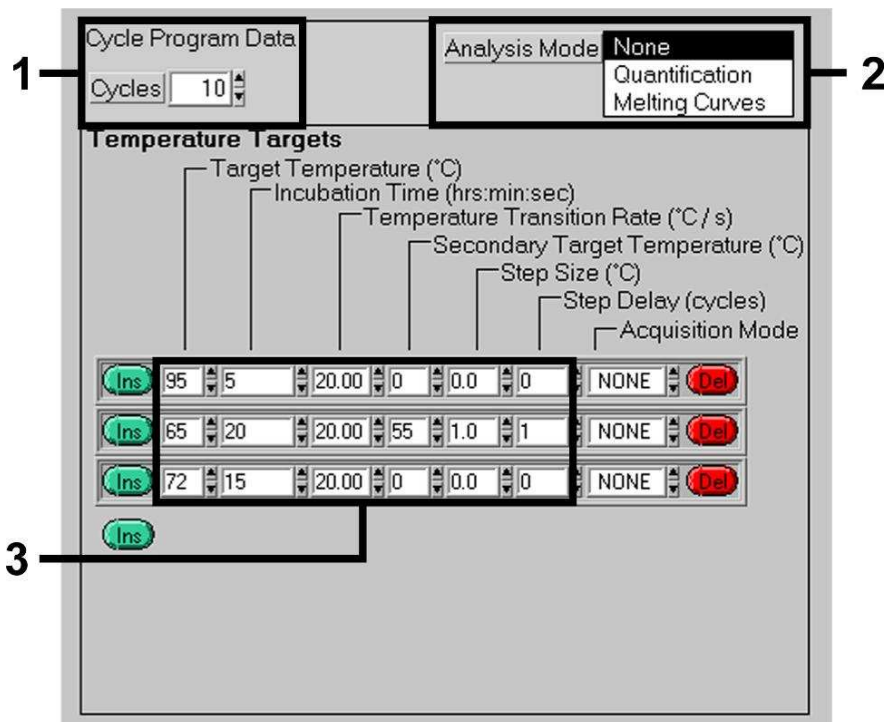 Cycle Program Data
1
Cycles 10
Analysis Mode None
Quantification
Melting Curves
2
Temperature Targets
Target Temperature (°C)
Incubation Time (hrs:min:sec)
Temperature Transition Rate (°C / s)
Secondary Target Temperature (°C)
Step Size (°C)
Step Delay (cycles)
Acquisition Mode
Ins 95 5 20.00 0 0.0 0 NONE Del
Ins 65 20 20.00 55 1.0 1 NONE Del
Ins 72 15 20.00 0 0.0 0 NONE Del
Ins
3